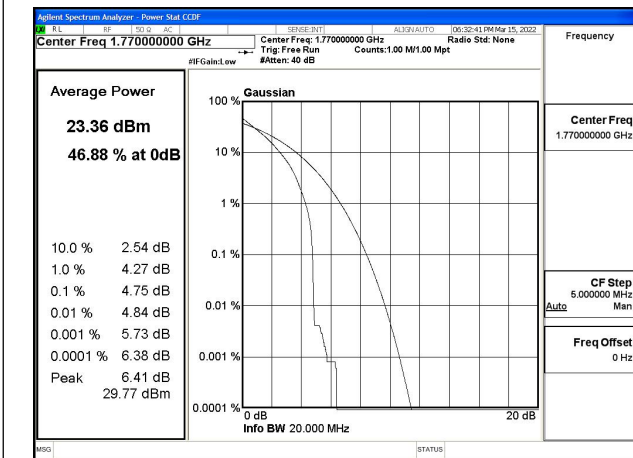 Agilent Spectrum Analyzer - Power Stat CCDF
RL RF 50 Ω AC SENSE:INT ALIGN AUTO 06:32:41 PM Mar 15, 2022
Center Freq 1.770000000 GHz
Center Freq: 1.770000000 GHz Radio Std: None
Trig: Free Run Counts:1.00 M/1.00 Mpt
#IFGain:Low #Atten: 40 dB
Frequency
Average Power
23.36 dBm
46.88 % at 0dB
10.0 % 2.54 dB
1.0 % 4.27 dB
0.1 % 4.75 dB
0.01 % 4.84 dB
0.001 % 5.73 dB
0.0001 % 6.38 dB
Peak 6.41 dB
29.77 dBm
Gaussian
100 %
10 %
1 %
0.1 %
0.01 %
0.001 %
0.0001 %
0 dB 20 dB
Info BW 20.000 MHz
Center Freq
1.770000000 GHz
CF Step
5.000000 MHz
Auto Man
Freq Offset
0 Hz
MSG STATUS